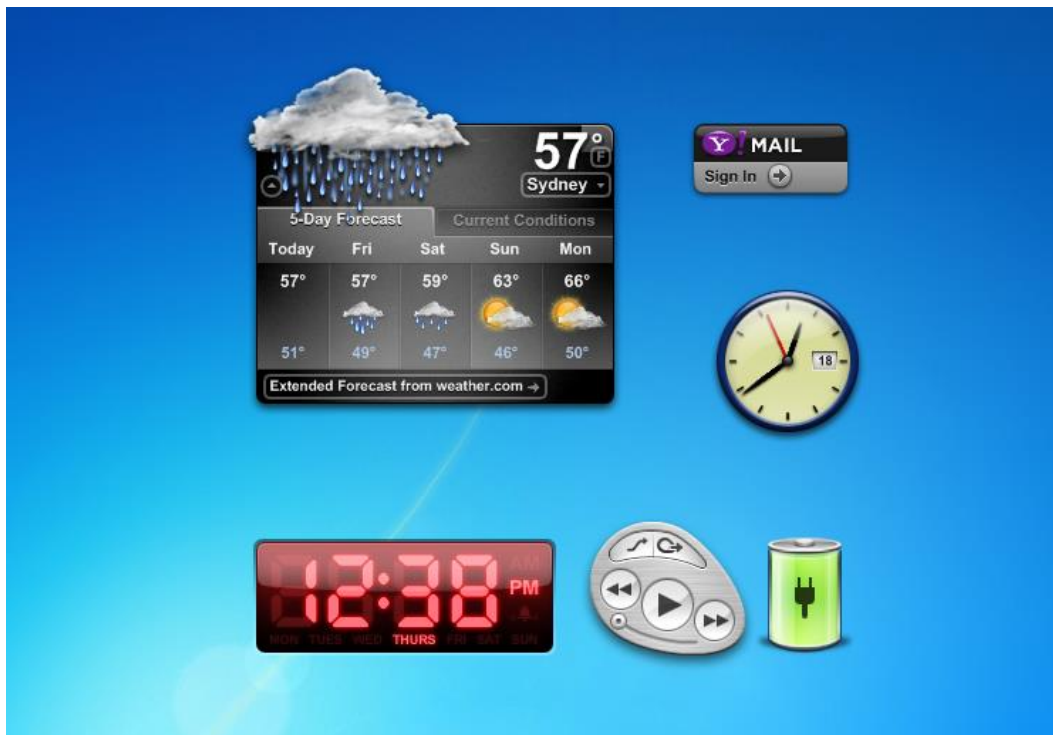 57°
F
Sydney
5-Day Forecast
Current Conditions
Today Fri Sat Sun Mon
57° 57° 59° 63° 66°
51° 49° 47° 46° 50°
Extended Forecast from weather.com
Y! MAIL
Sign In
18
12:38
AM
PM
MON TUES WED THURS FRI SAT SUN